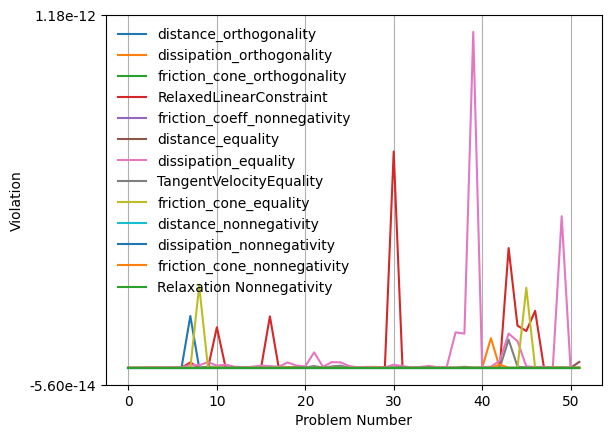 1.18e-12
distance_orthogonality
dissipation_orthogonality
friction_cone_orthogonality
RelaxedLinearConstraint
friction_coeff_nonnegativity
distance_equality
dissipation_equality
TangentVelocityEquality
friction_cone_equality
distance_nonnegativity
dissipation_nonnegativity
friction_cone_nonnegativity
Relaxation Nonnegativity
Violation
-5.60e-14
0 10 20 30 40 50
Problem Number